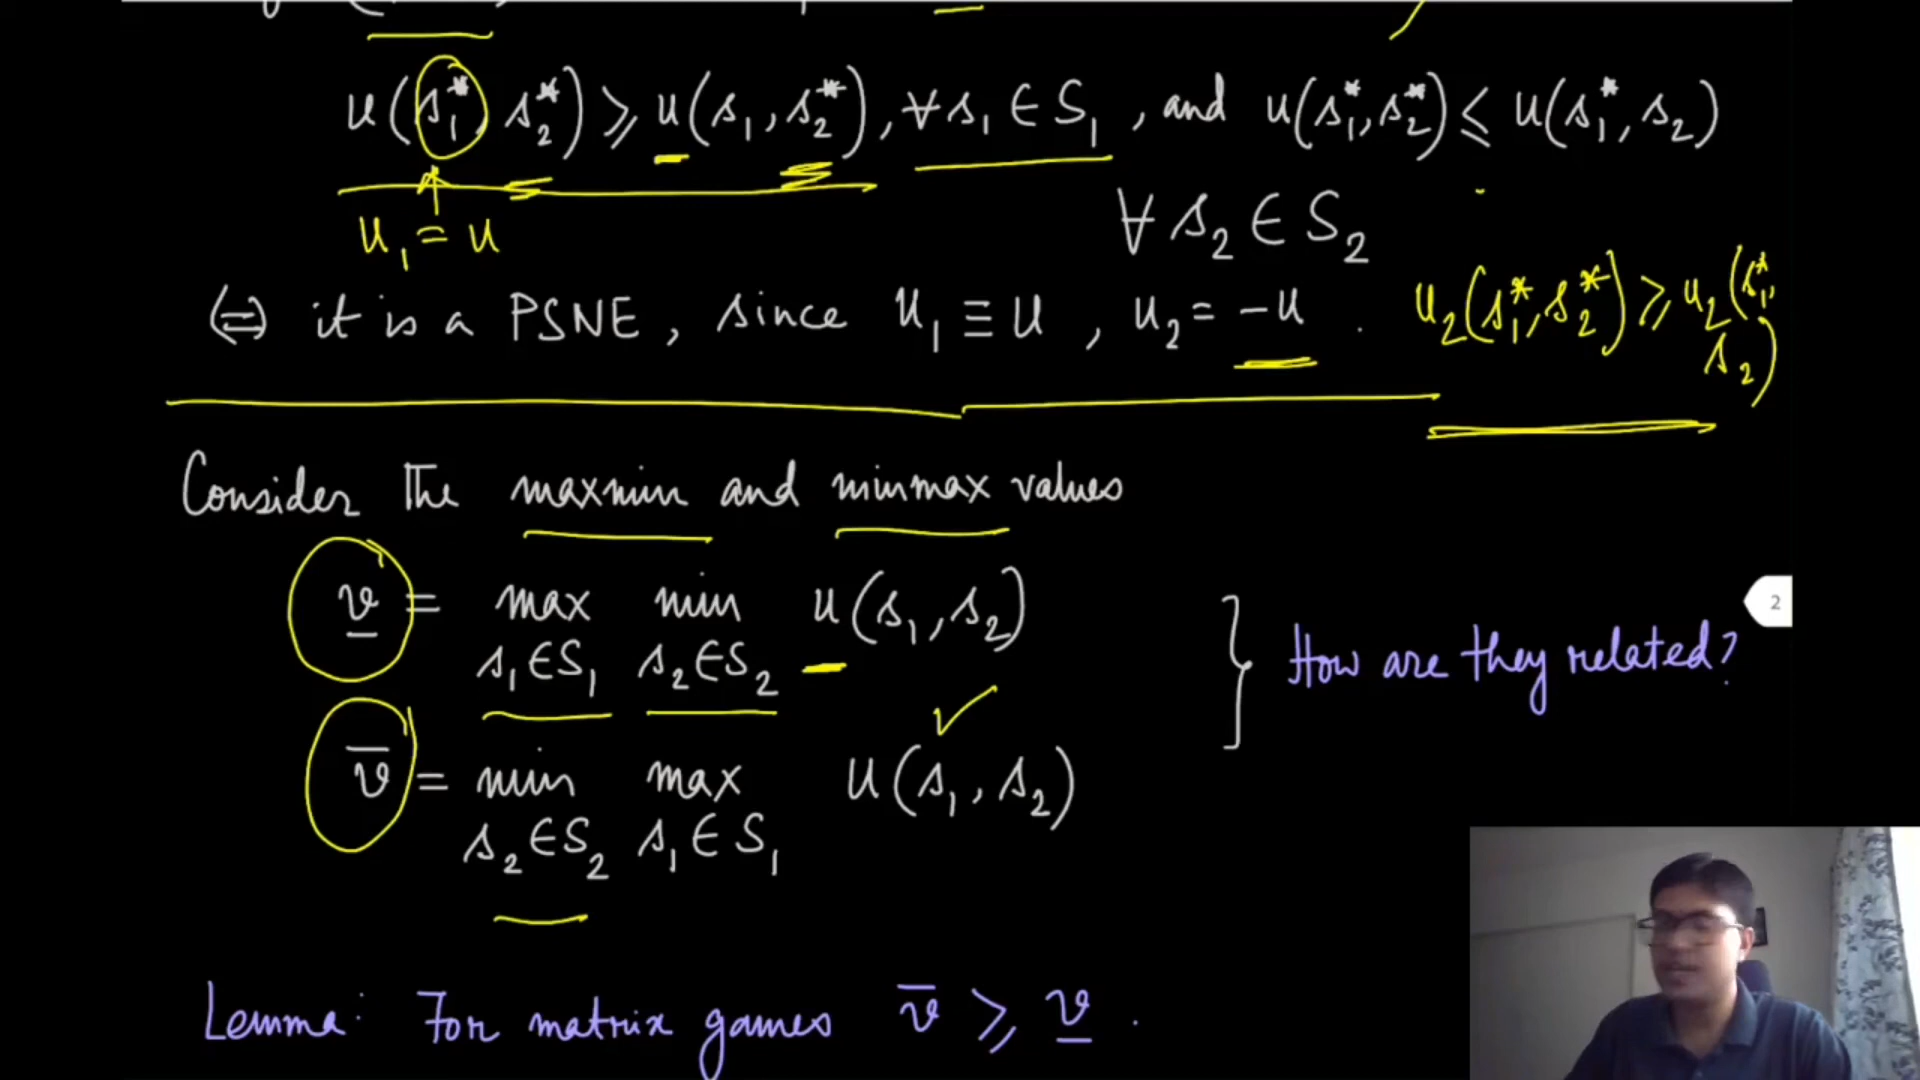 u(s₁*, s₂*) ⩾ u(s₁, s₂*), ∀ s₁ ∈ S₁, and u(s₁*, s₂*) ⩽ u(s₁*, s₂)
∀ s₂ ∈ S₂
u₁ = u
(⇔) it is a PSNE, since u₁ ≡ u, u₂ = -u.
u₂(s₁*, s₂*) ⩾ u₂(s₁*,
s₂)
Consider the maxmin and minmax values
v̲ = max min u(s₁, s₂)
s₁∈S₁ s₂∈S₂
v̅ = min max u(s₁, s₂)
s₂∈S₂ s₁∈S₁
How are they related?
2
Lemma: For matrix games v̅ ⩾ v̲.